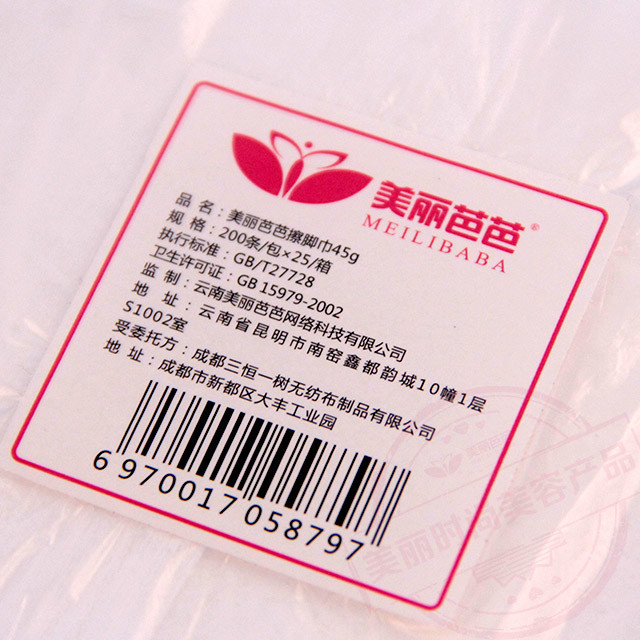 美丽芭芭®
MEILIBABA
品 名：美丽芭芭擦脚巾45g
规 格：200条/包×25/箱
执行标准：GB/T27728
卫生许可证：GB 15979-2002
监 制：云南美丽芭芭网络科技有限公司
地 址：云南省昆明市南窑鑫都韵城10幢1层
S1002室
受委托方：成都三恒一树无纺布制品有限公司
地 址：成都市新都区大丰工业园
6970017058797